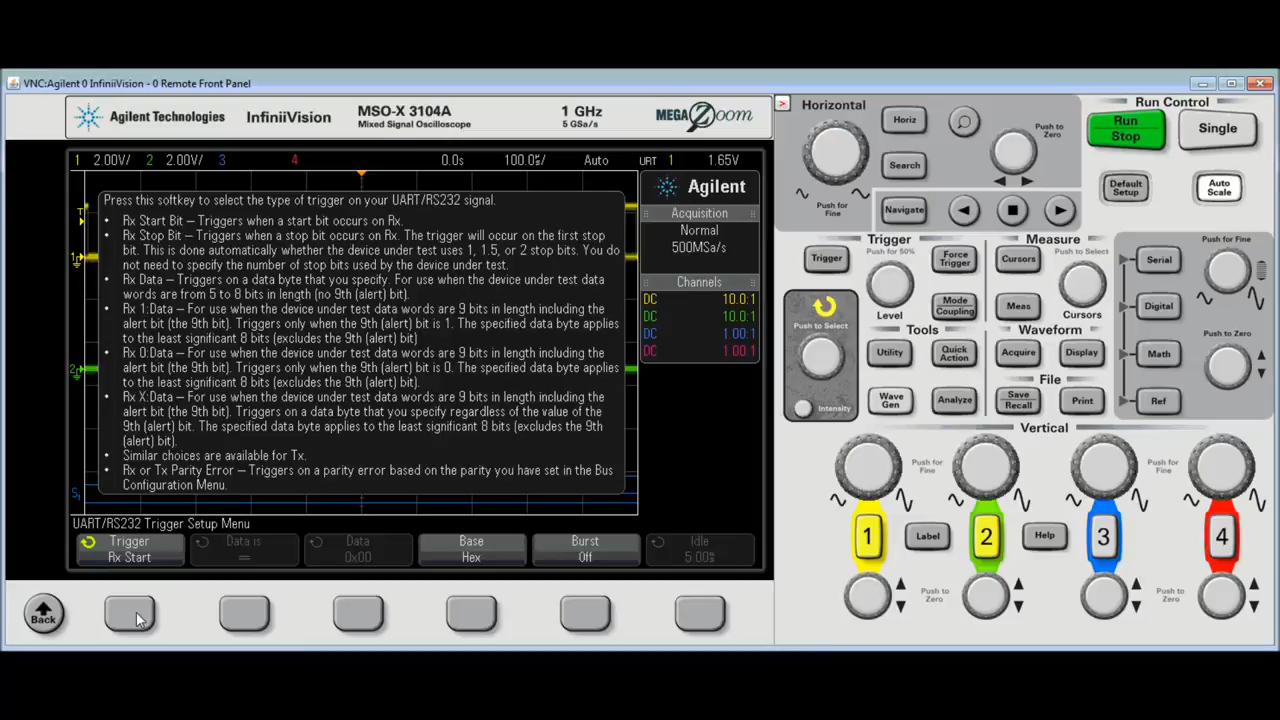 VNC:Agilent 0 InfiniiVision - 0 Remote Front Panel
Agilent Technologies InfiniiVision MSO-X 3104A Mixed Signal Oscilloscope 1 GHz 5 GSa/s MEGA Zoom
1 2.00V/ 2 2.00V/ 3 4 0.0s 100.0s/ Auto URT 1 1.65V
Press this softkey to select the type of trigger on your UART/RS232 signal.
• Rx Start Bit – Triggers when a start bit occurs on Rx.
• Rx Stop Bit – Triggers when a stop bit occurs on Rx. The trigger will occur on the first stop
bit. This is done automatically whether the device under test uses 1, 1.5, or 2 stop bits. You do
not need to specify the number of stop bits used by the device under test.
• Rx Data – Triggers on a data byte that you specify. For use when the device under test data
words are from 5 to 8 bits in length (no 9th (alert) bit).
• Rx 1:Data – For use when the device under test data words are 9 bits in length including the
alert bit (the 9th bit). Triggers only when the 9th (alert) bit is 1. The specified data byte applies
to the least significant 8 bits (excludes the 9th (alert) bit)
• Rx 0:Data – For use when the device under test data words are 9 bits in length including the
alert bit (the 9th bit). Triggers only when the 9th (alert) bit is 0. The specified data byte applies
to the least significant 8 bits (excludes the 9th (alert) bit).
• Rx X:Data – For use when the device under test data words are 9 bits in length including the
alert bit (the 9th bit). Triggers on a data byte that you specify regardless of the value of the
9th (alert) bit. The specified data byte applies to the least significant 8 bits (excludes the 9th
(alert) bit).
• Similar choices are available for Tx.
• Rx or Tx Parity Error – Triggers on a parity error based on the parity you have set in the Bus
Configuration Menu.
T
1
2
S1
Agilent
Acquisition
Normal
500MSa/s
Channels
DC 10.0:1
DC 10.0:1
DC 1.00:1
DC 1.00:1
UART/RS232 Trigger Setup Menu
Trigger
Rx Start
Data is
=
Data
0x00
Base
Hex
Burst
Off
Idle
Back
>
Horizontal
Push for
Fine
Horiz
Search
Navigate
Push to
Zero
Run Control
Run
Stop
Single
Default
Setup
Auto
Scale
Trigger
Push for 50%
Trigger
Level
Force
Trigger
Mode
Coupling
Measure
Cursors
Push to Select
Meas
Cursors
Push to Select
Intensity
Tools
Utility
Quick
Action
Wave
Gen
Analyze
Waveform
Acquire
Display
File
Save
Recall
Print
Serial
Digital
Math
Ref
Push for Fine
Push to Zero
Vertical
Push for
Fine
Push for
Fine
1
Label
2
Help
3
4
Push to
Zero
Push to
Zero